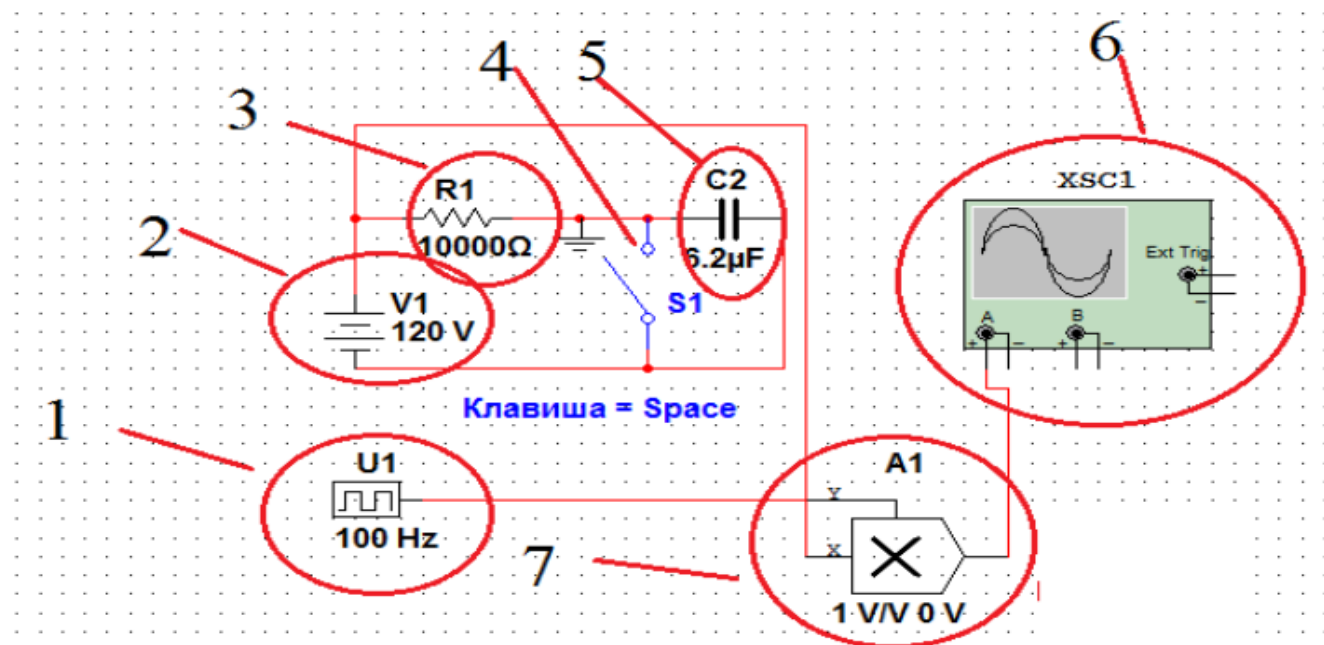 6
4 5
3
C2
XSC1
R1
2
10000Ω
6.2µF
Ext Trig
+
−
V1
S1
120 V
A
B
+ − + −
1
Клавиша = Space
U1
A1
Y
100 Hz
X
7
1 V/V 0 V